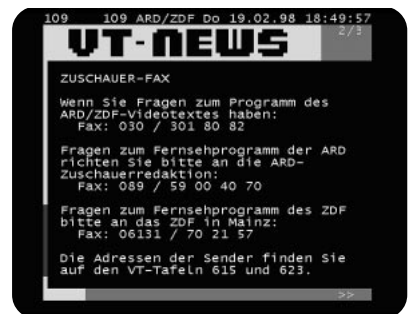 109 109 ARD/ZDF Do 19.02.98 18:49:57
VT-NEWS
2/3
ZUSCHAUER-FAX
Wenn Sie Fragen zum Programm des
ARD/ZDF-Videotextes haben:
Fax: 030 / 301 80 82
Fragen zum Fernsehprogramm der ARD
richten Sie bitte an die ARD-
Zuschauerredaktion:
Fax: 089 / 59 00 40 70
Fragen zum Fernsehprogramm des ZDF
bitte an das ZDF in Mainz:
Fax: 06131 / 70 21 57
Die Adressen der Sender finden Sie
auf den VT-Tafeln 615 und 623.
>>